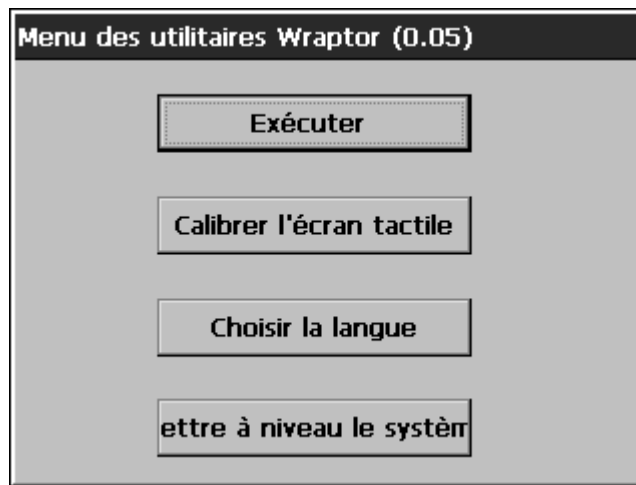 Menu des utilitaires Wraptor (0.05)
Exécuter
Calibrer l'écran tactile
Choisir la langue
ettre à niveau le systèm